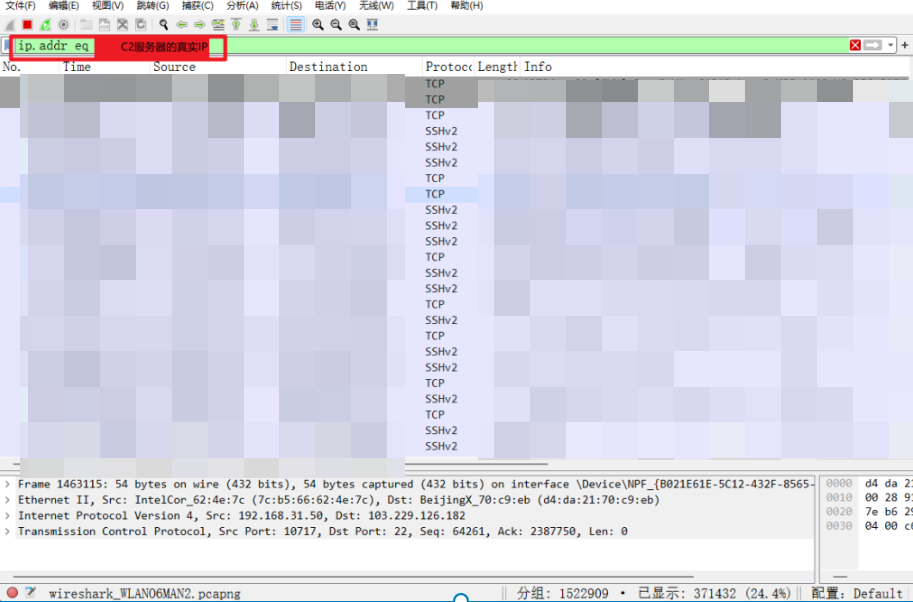 文件(F) 编辑(E) 视图(V) 跳转(G) 捕获(C) 分析(A) 统计(S) 电话(Y) 无线(W) 工具(T) 帮助(H)
ip.addr eq C2服务器的真实IP
No. Time Source Destination Protoco Length Info
TCP
TCP
TCP
SSHv2
SSHv2
SSHv2
TCP
TCP
SSHv2
SSHv2
SSHv2
TCP
SSHv2
SSHv2
TCP
SSHv2
TCP
SSHv2
SSHv2
TCP
SSHv2
TCP
SSHv2
SSHv2
Frame 1463115: 54 bytes on wire (432 bits), 54 bytes captured (432 bits) on interface \Device\NPF_{B021E61E-5C12-432F-8565-
Ethernet II, Src: IntelCor_62:4e:7c (7c:b5:66:62:4e:7c), Dst: BeijingX_70:c9:eb (d4:da:21:70:c9:eb)
Internet Protocol Version 4, Src: 192.168.31.50, Dst: 103.229.126.182
Transmission Control Protocol, Src Port: 10717, Dst Port: 22, Seq: 64261, Ack: 2387750, Len: 0
0000 d4 da 21
0010 00 28 9
0020 7e b6 29
0030 04 00 c
wireshark_WLAN06MAN2.pcapng 分组: 1522909 · 已显示: 371432 (24.4%) 配置: Default